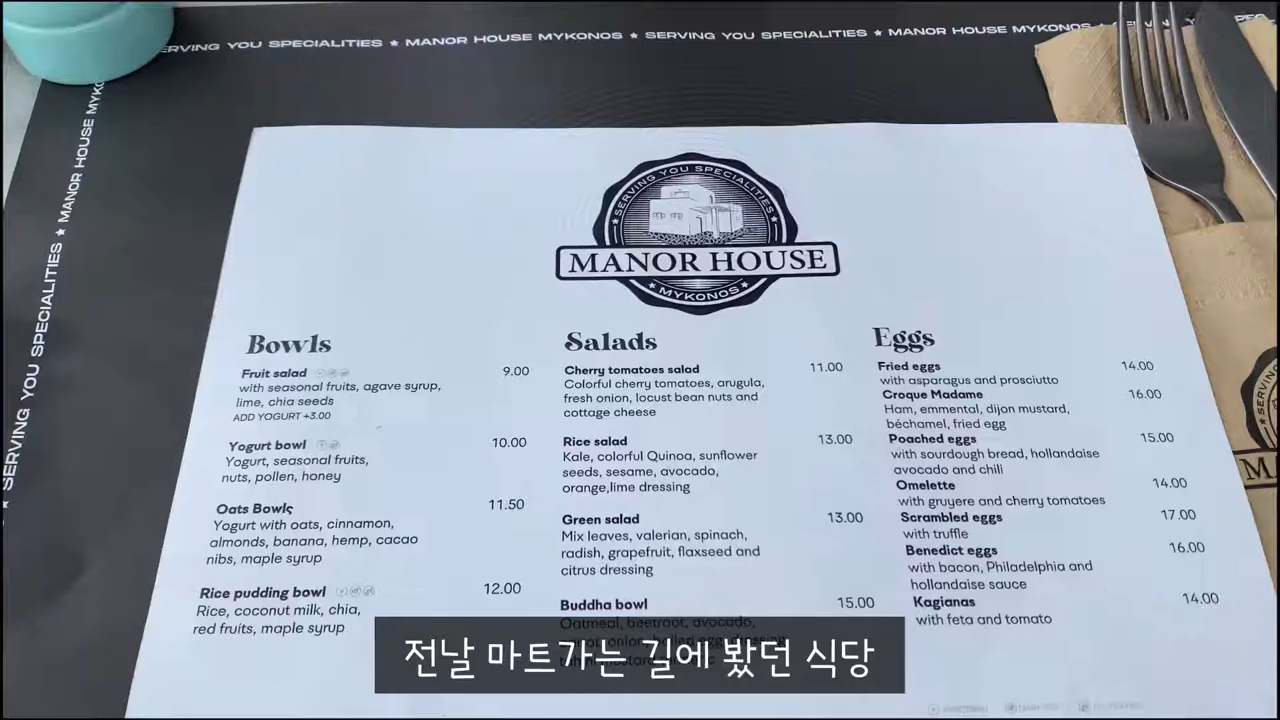 SERVING YOU SPECIALITIES ★ MANOR HOUSE MYKONOS ★ SERVING YOU SPECIALITIES ★ MANOR HOUSE MYKONOS ★
SERVING YOU SPECIALITIES ★ MANOR HOUSE MYK
SERVING YOU SPECIALITIES
MANOR HOUSE
★ MYKONOS ★
Bowls
Fruit salad 9.00
with seasonal fruits, agave syrup,
lime, chia seeds
ADD YOGURT +3.00
Yogurt bowl 10.00
Yogurt, seasonal fruits,
nuts, pollen, honey
Oats Bowlς 11.50
Yogurt with oats, cinnamon,
almonds, banana, hemp, cacao
nibs, maple syrup
Rice pudding bowl 12.00
Rice, coconut milk, chia,
red fruits, maple syrup
Salads
Cherry tomatoes salad 11.00
Colorful cherry tomatoes, arugula,
fresh onion, locust bean nuts and
cottage cheese
Rice salad 13.00
Kale, colorful Quinoa, sunflower
seeds, sesame, avocado,
orange,lime dressing
Green salad 13.00
Mix leaves, valerian, spinach,
radish, grapefruit, flaxseed and
citrus dressing
Buddha bowl 15.00
Oatmeal, beetroot, avocado,
onion, boiled egg, dressing
Eggs
Fried eggs 14.00
with asparagus and prosciutto
Croque Madame 16.00
Ham, emmental, dijon mustard,
béchamel, fried egg
Poached eggs 15.00
with sourdough bread, hollandaise
avocado and chili
Omelette 14.00
with gruyere and cherry tomatoes
Scrambled eggs 17.00
with truffle
Benedict eggs 16.00
with bacon, Philadelphia and
hollandaise sauce
Kagianas 14.00
with feta and tomato
전날 마트가는 길에 봤던 식당